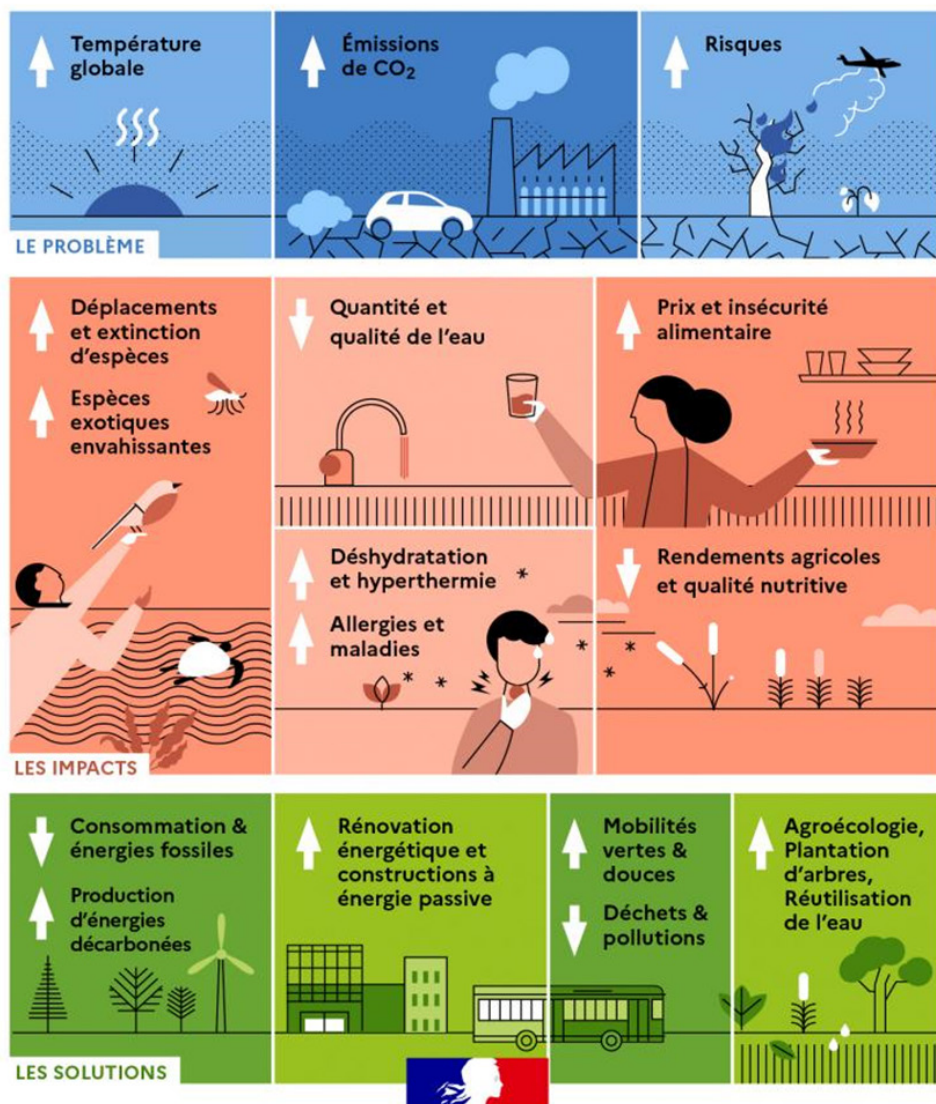 Température
globale
Émissions
de CO₂
Risques
LE PROBLÈME
Déplacements
et extinction
d'espèces
Espèces
exotiques
envahissantes
Quantité et
qualité de l'eau
Prix et insécurité
alimentaire
Déshydratation
et hyperthermie
Allergies et
maladies
Rendements agricoles
et qualité nutritive
LES IMPACTS
Consommation &
énergies fossiles
Production
d'énergies
décarbonées
Rénovation
énergétique et
constructions à
énergie passive
Mobilités
vertes &
douces
Déchets &
pollutions
Agroécologie,
Plantation
d'arbres,
Réutilisation
de l'eau
LES SOLUTIONS